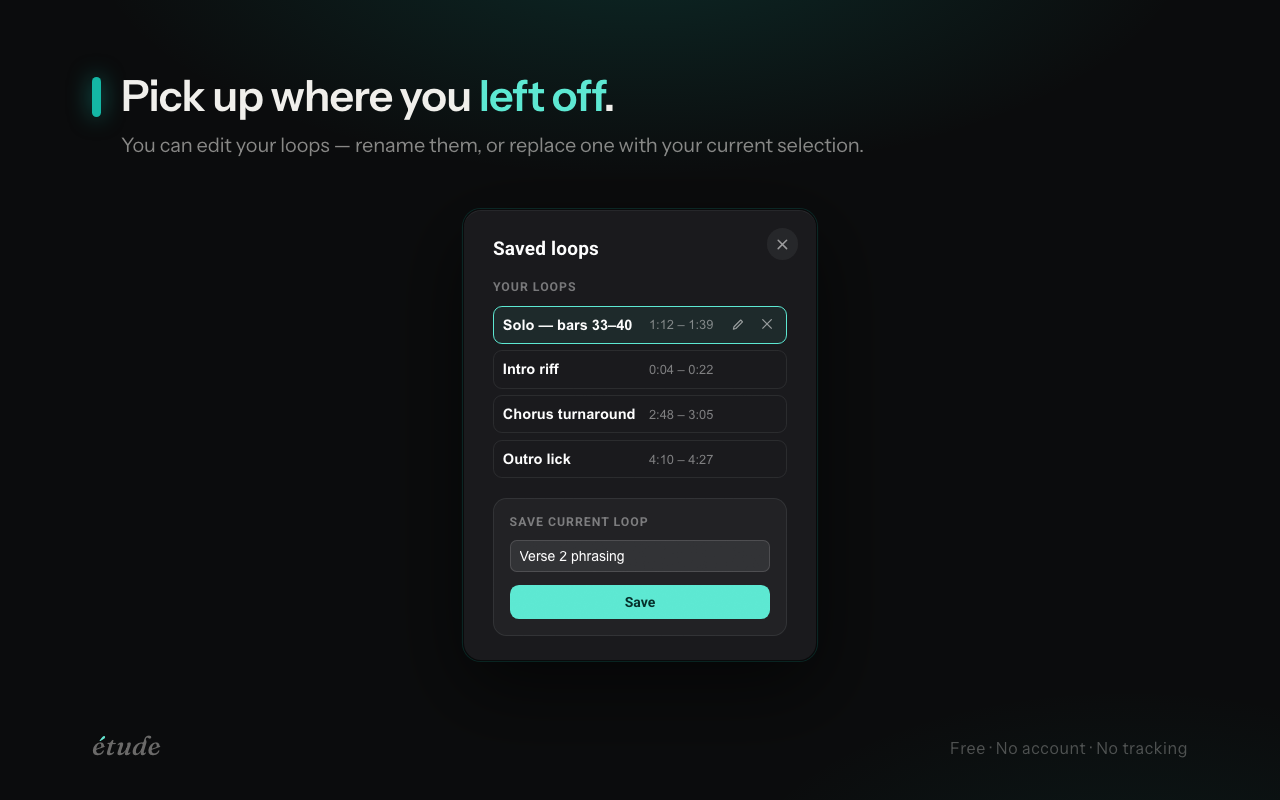 Pick up where you left off.
You can edit your loops — rename them, or replace one with your current selection.
Saved loops
YOUR LOOPS
Solo — bars 33–40 1:12 – 1:39
Intro riff 0:04 – 0:22
Chorus turnaround 2:48 – 3:05
Outro lick 4:10 – 4:27
SAVE CURRENT LOOP
Verse 2 phrasing
Save
étude
Free · No account · No tracking